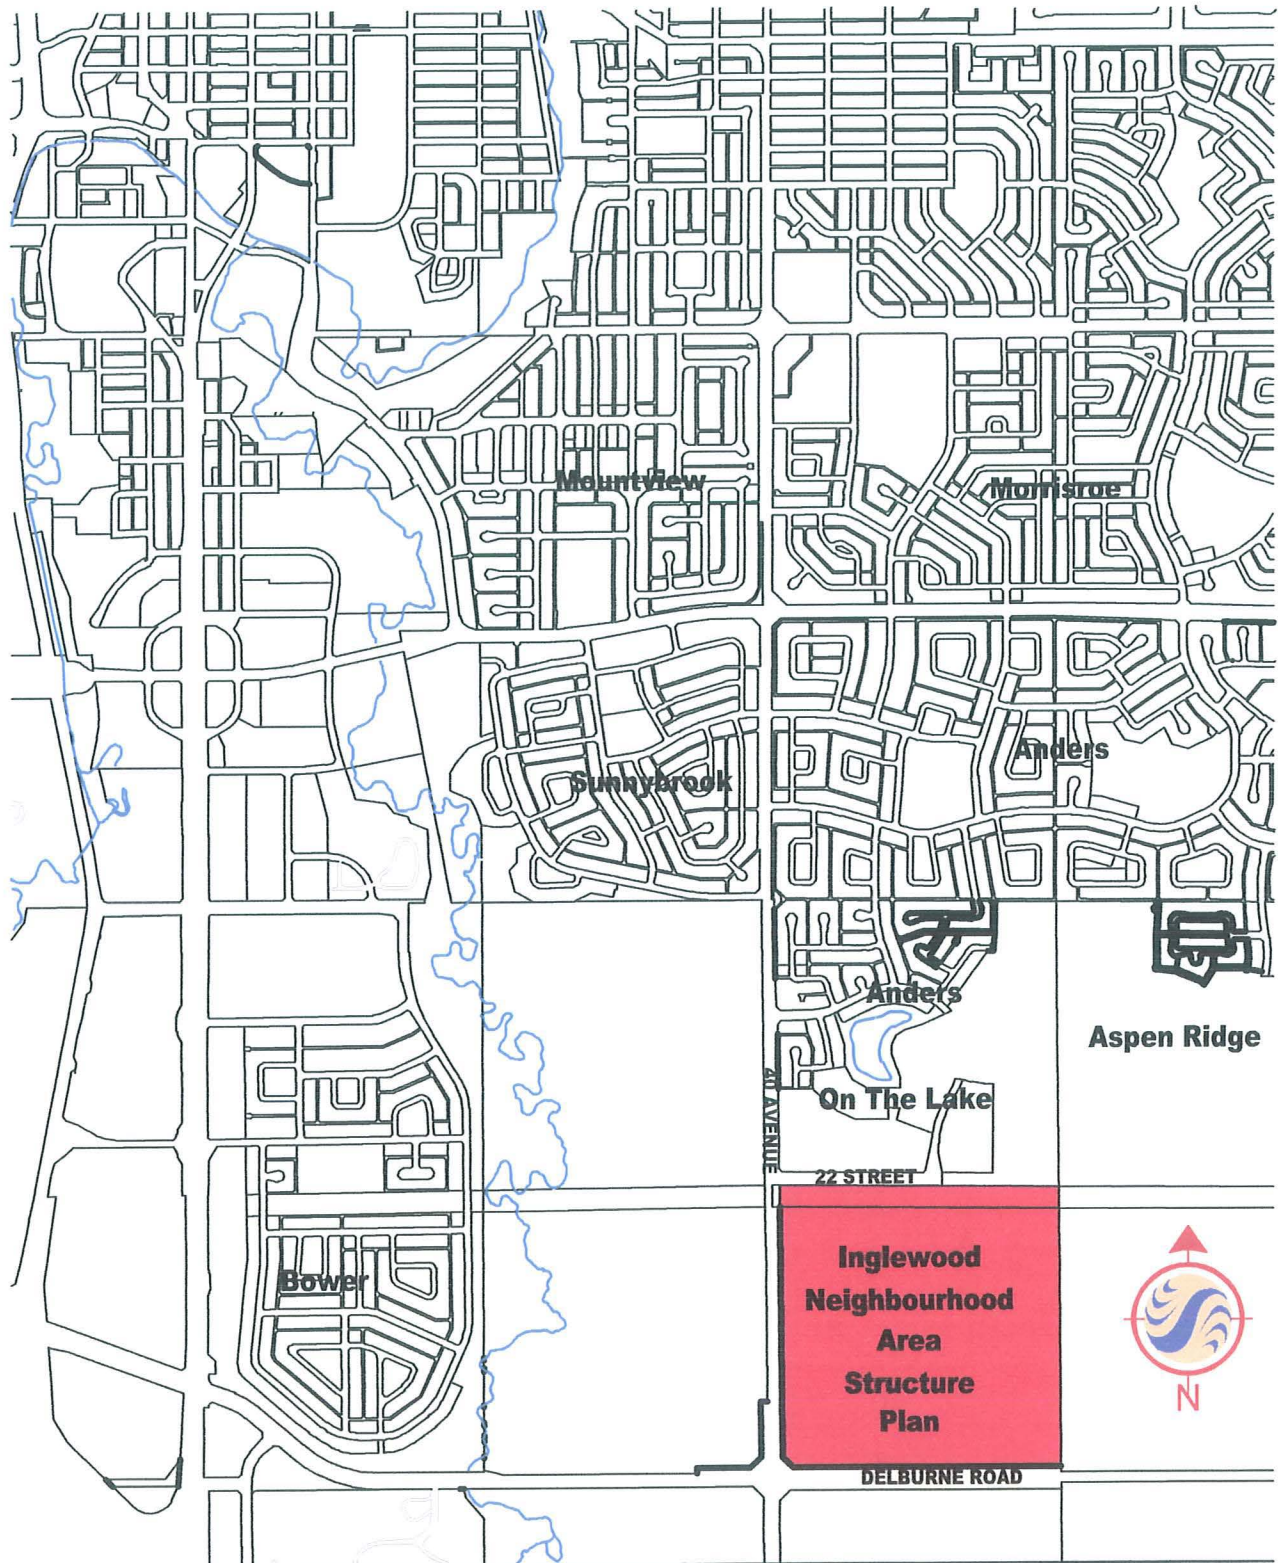 Mountview
Morrisroe
Anders
Sunnybrook
Anders
Aspen Ridge
On The Lake
40 AVENUE
22 STREET
Inglewood
Neighbourhood
Area
Structure
Plan
Bower
N
DELBURNE ROAD